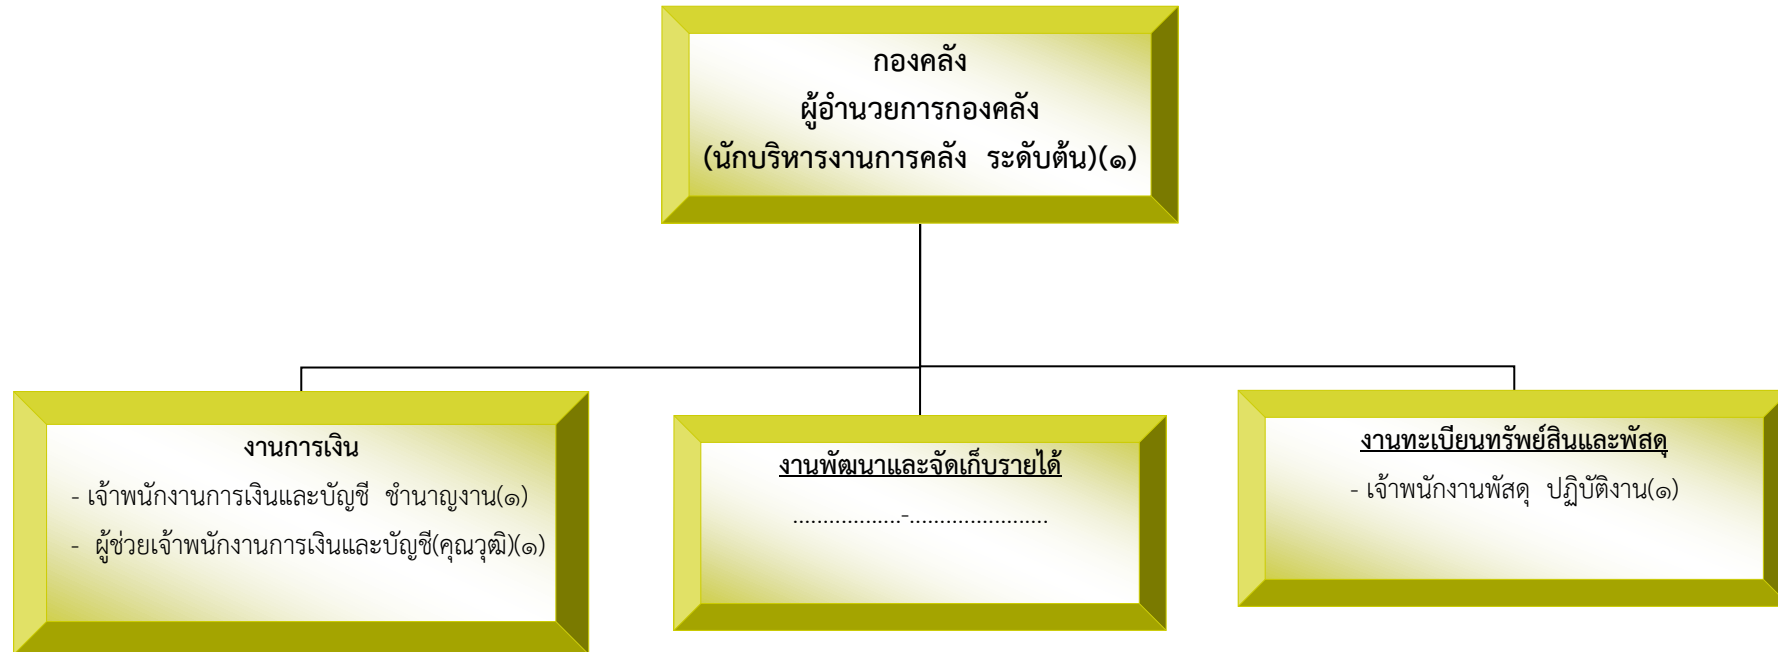 กองคลัง
ผู้อำนวยการกองคลัง
(นักบริหารงานการคลัง ระดับต้น)(๑)
งานการเงิน
- เจ้าพนักงานการเงินและบัญชี ชำนาญงาน(๑)
- ผู้ช่วยเจ้าพนักงานการเงินและบัญชี(คุณวุฒิ)(๑)
งานพัฒนาและจัดเก็บรายได้
..................-.......................
งานทะเบียนทรัพย์สินและพัสดุ
- เจ้าพนักงานพัสดุ ปฏิบัติงาน(๑)